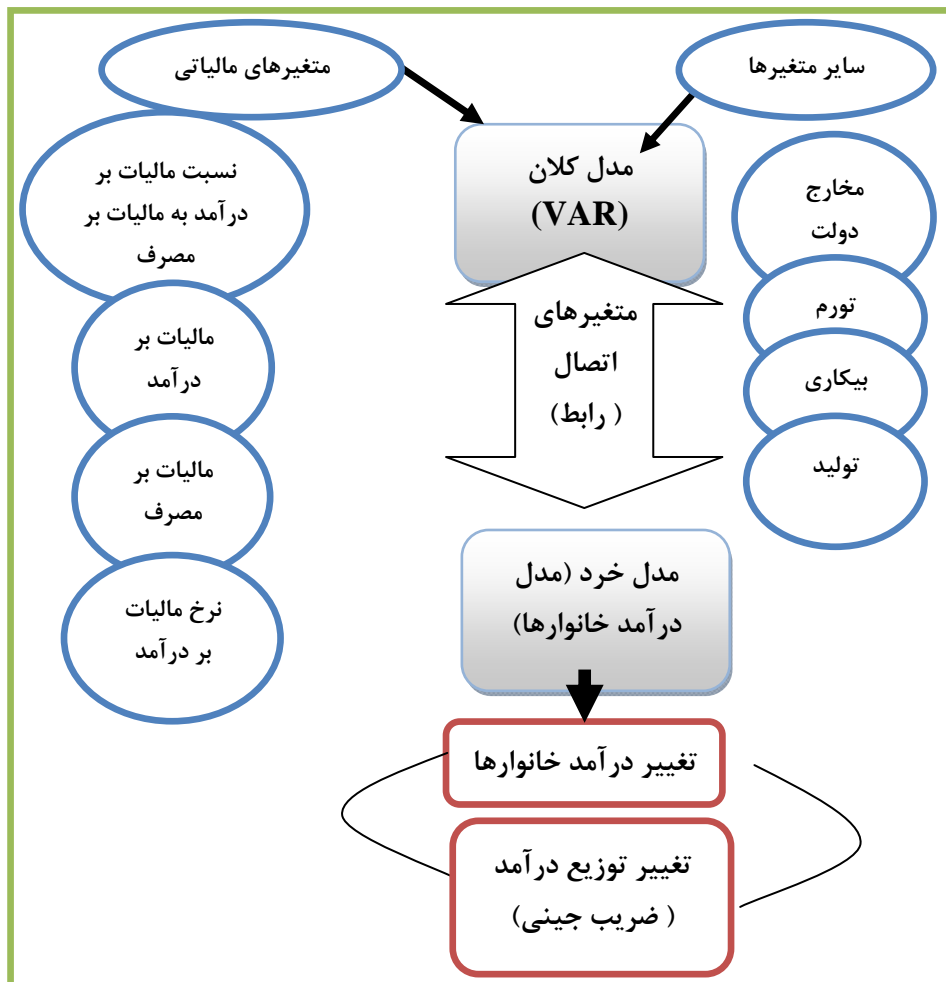 متغیرهای مالیاتی
سایر متغیرها
مدل کلان
(VAR)
نسبت مالیات بر
درآمد به مالیات بر
مصرف
مالیات بر
درآمد
مالیات بر
مصرف
نرخ مالیات
بر درآمد
مخارج
دولت
تورم
بیکاری
تولید
متغیرهای
اتصال
( رابط)
مدل خرد (مدل
درآمد خانوارها)
تغییر درآمد خانوارها
تغییر توزیع درآمد
( ضریب جینی)